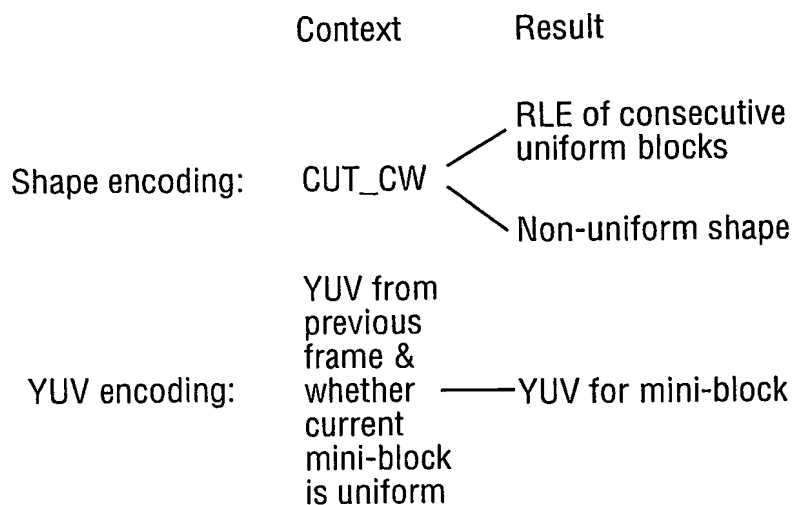 Context Result
RLE of consecutive
uniform blocks
Shape encoding: CUT_CW
Non-uniform shape
YUV from
previous
frame &
YUV encoding: whether YUV for mini-block
current
mini-block
is uniform